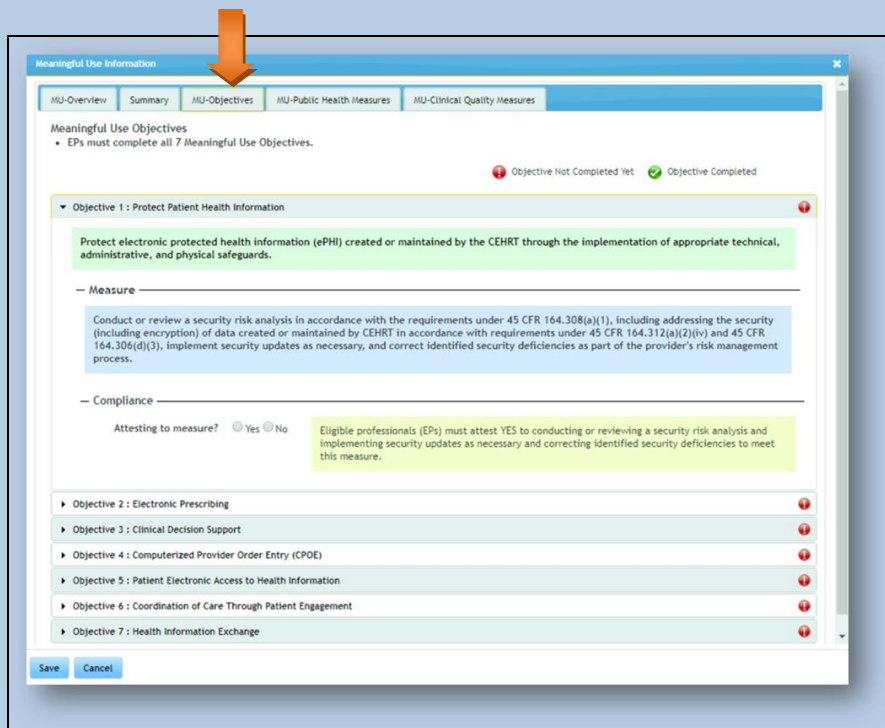 Meaningful Use Information
MU-Overview Summary MU-Objectives MU-Public Health Measures MU-Clinical Quality Measures
Meaningful Use Objectives
• EPs must complete all 7 Meaningful Use Objectives.
Objective Not Completed Yet Objective Completed
Objective 1 : Protect Patient Health Information
Protect electronic protected health information (ePHI) created or maintained by the CEHRT through the implementation of appropriate technical,
administrative, and physical safeguards.
Measure
Conduct or review a security risk analysis in accordance with the requirements under 45 CFR 164.308(a)(1), including addressing the security
(including encryption) of data created or maintained by CEHRT in accordance with requirements under 45 CFR 164.312(a)(2)(iv) and 45 CFR
164.306(d)(3), implement security updates as necessary, and correct identified security deficiencies as part of the provider's risk management
process.
Compliance
Attesting to measure? Yes No
Eligible professionals (EPs) must attest YES to conducting or reviewing a security risk analysis and
implementing security updates as necessary and correcting identified security deficiencies to meet
this measure.
Objective 2 : Electronic Prescribing
Objective 3 : Clinical Decision Support
Objective 4 : Computerized Provider Order Entry (CPOE)
Objective 5 : Patient Electronic Access to Health Information
Objective 6 : Coordination of Care Through Patient Engagement
Objective 7 : Health Information Exchange
Save Cancel